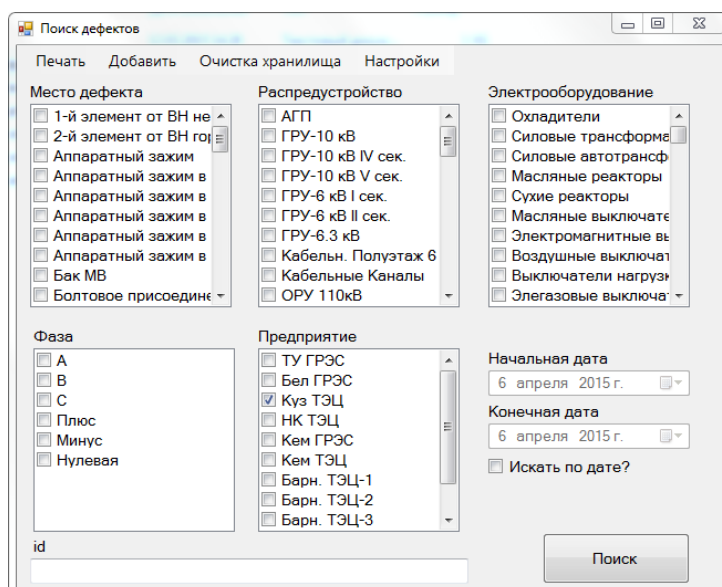 Поиск дефектов
Печать Добавить Очистка хранилища Настройки
Место дефекта
1-й элемент от ВН не
2-й элемент от ВН гор
Аппаратный зажим
Аппаратный зажим в
Аппаратный зажим в
Аппаратный зажим в
Аппаратный зажим в
Аппаратный зажим в
Бак МВ
Болтовое присоедине
Распредустройство
АГП
ГРУ-10 кВ
ГРУ-10 кВ IV сек.
ГРУ-10 кВ V сек.
ГРУ-6 кВ I сек.
ГРУ-6 кВ II сек.
ГРУ-6.3 кВ
Кабельн. Полуэтаж 6
Кабельные Каналы
ОРУ 110кВ
Электрооборудование
Охладители
Силовые трансформа
Силовые автотрансф
Масляные реакторы
Сухие реакторы
Масляные выключате
Электромагнитные вы
Воздушные выключат
Выключатели нагрузк
Элегазовые выключат
Фаза
А
В
С
Плюс
Минус
Нулевая
Предприятие
ТУ ГРЭС
Бел ГРЭС
Куз ТЭЦ
НК ТЭЦ
Кем ГРЭС
Кем ТЭЦ
Барн. ТЭЦ-1
Барн. ТЭЦ-2
Барн. ТЭЦ-3
Начальная дата
6 апреля 2015 г.
Конечная дата
6 апреля 2015 г.
Искать по дате?
id
Поиск